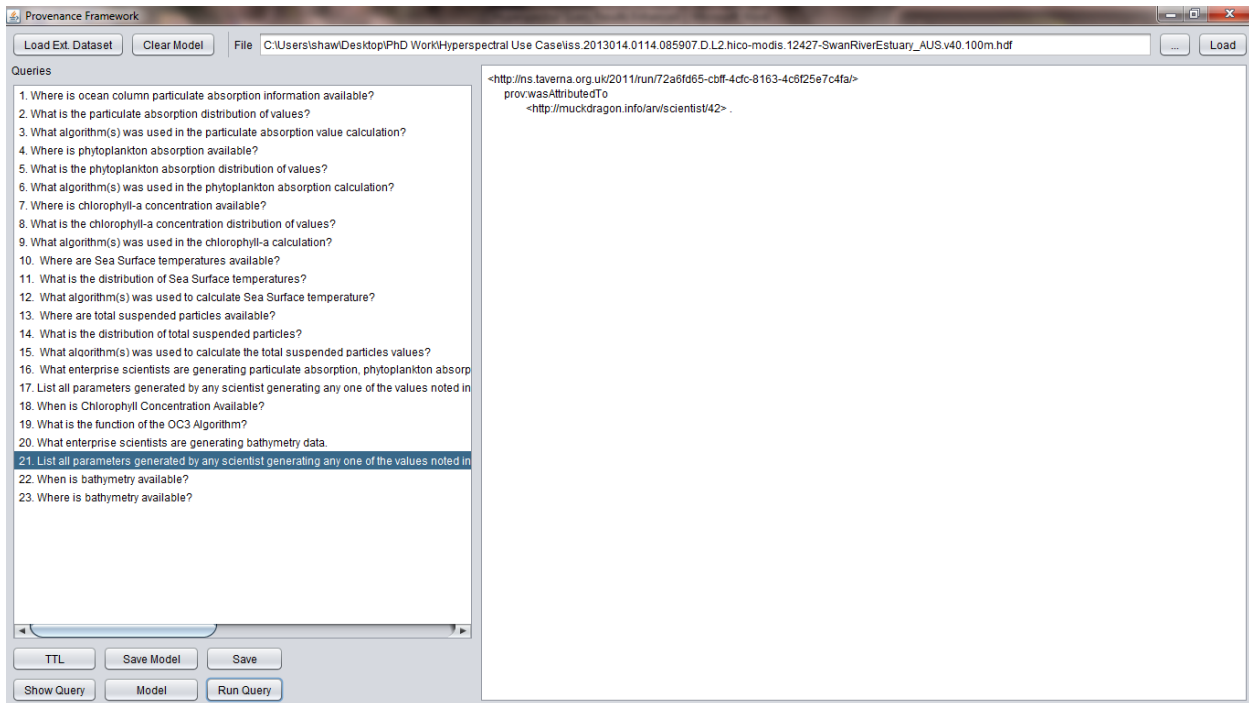 Provenance Framework
Load Ext. Dataset Clear Model File C:\Users\shaw\Desktop\PhD Work\Hyperspectral Use Case\iss.2013014.0114.085907.D.L2.hico-modis.12427-SwanRiverEstuary_AUS.v40.100m.hdf ... Load
Queries
1. Where is ocean column particulate absorption information available?
2. What is the particulate absorption distribution of values?
3. What algorithm(s) was used in the particulate absorption value calculation?
4. Where is phytoplankton absorption available?
5. What is the phytoplankton absorption distribution of values?
6. What algorithm(s) was used in the phytoplankton absorption calculation?
7. Where is chlorophyll-a concentration available?
8. What is the chlorophyll-a concentration distribution of values?
9. What algorithm(s) was used in the chlorophyll-a calculation?
10. Where are Sea Surface temperatures available?
11. What is the distribution of Sea Surface temperatures?
12. What algorithm(s) was used to calculate Sea Surface temperature?
13. Where are total suspended particles available?
14. What is the distribution of total suspended particles?
15. What algorithm(s) was used to calculate the total suspended particles values?
16. What enterprise scientists are generating particulate absorption, phytoplankton absorp
17. List all parameters generated by any scientist generating any one of the values noted in
18. When is Chlorophyll Concentration Available?
19. What is the function of the OC3 Algorithm?
20. What enterprise scientists are generating bathymetry data.
21. List all parameters generated by any scientist generating any one of the values noted in
22. When is bathymetry available?
23. Where is bathymetry available?
TTL Save Model Save
Show Query Model Run Query
<http://ns.taverna.org.uk/2011/run/72a6fd65-cbff-4cfc-8163-4c6f25e7c4fa/>
prov:wasAttributedTo
<http://muckdragon.info/arv/scientist/42> .